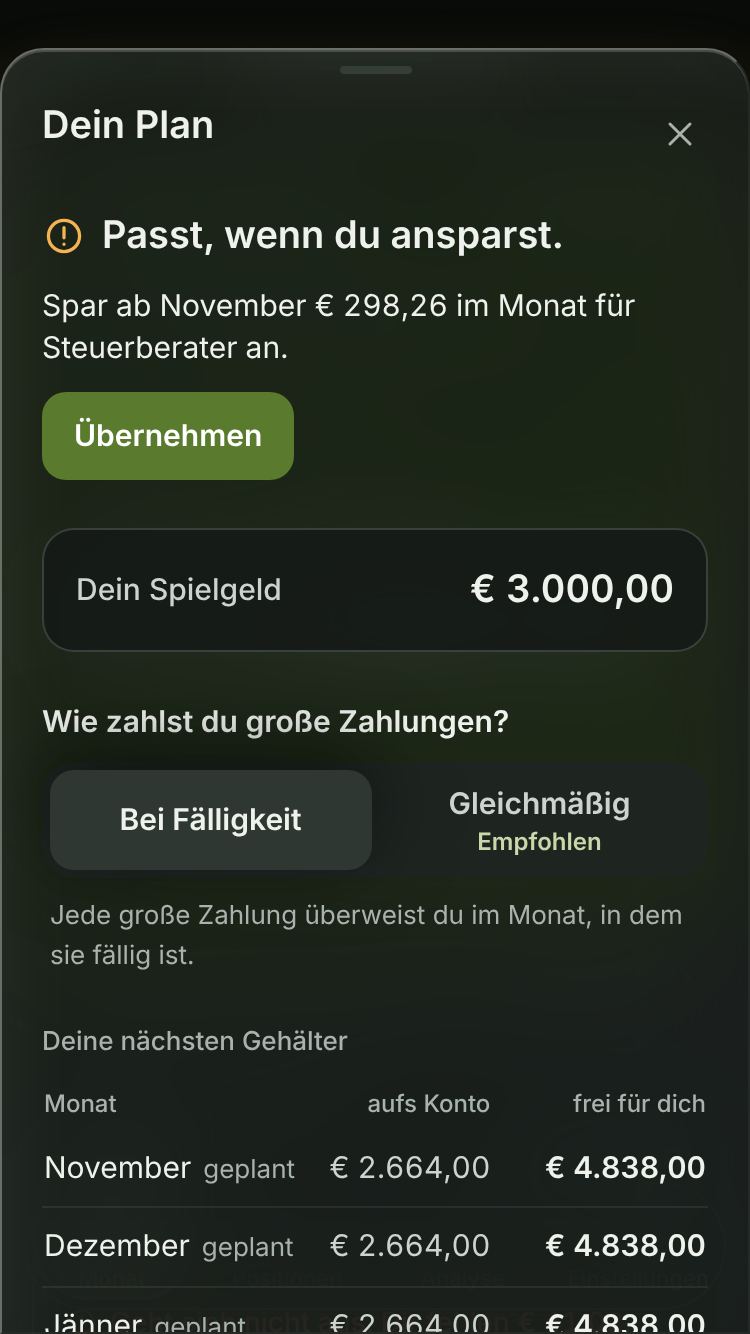 Dein Plan
Passt, wenn du ansparst.
Spar ab November € 298,26 im Monat für
Steuerberater an.
Übernehmen
Dein Spielgeld € 3.000,00
Wie zahlst du große Zahlungen?
Bei Fälligkeit
Gleichmäßig
Empfohlen
Jede große Zahlung überweist du im Monat, in dem
sie fällig ist.
Deine nächsten Gehälter
Monat aufs Konto frei für dich
November geplant € 2.664,00 € 4.838,00
Dezember geplant € 2.664,00 € 4.838,00
Jänner geplant € 2.664,00 € 4.838,00